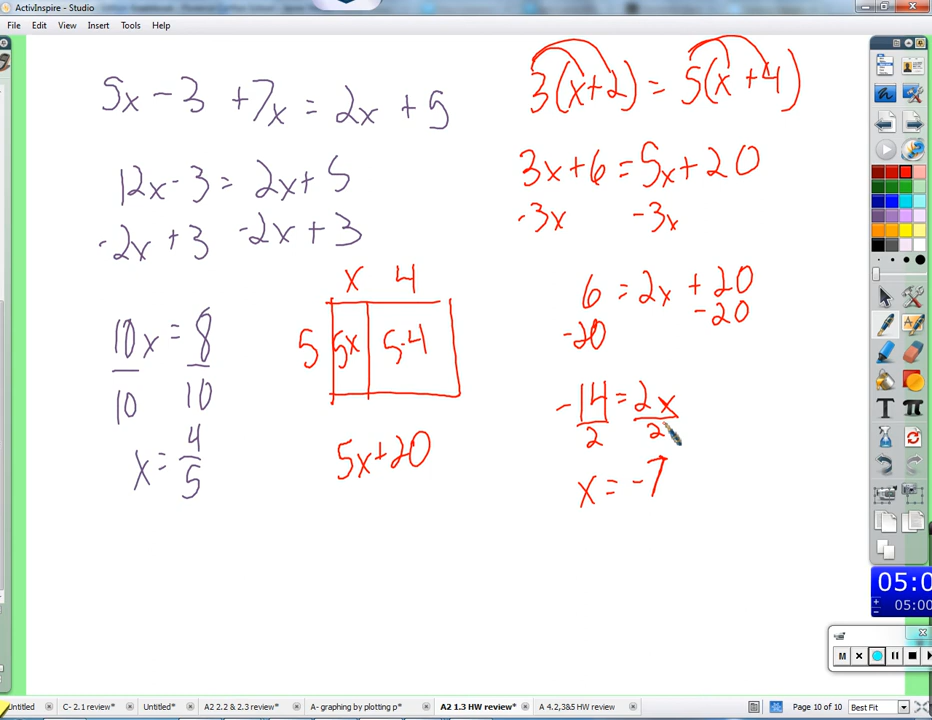 ActivInspire - Studio
File Edit View Insert Tools Help
5x - 3 + 7x = 2x + 5
12x - 3 = 2x + 5
-2x + 3 -2x + 3
10x = 8
10 10
x = 4/5
x 4
5 5x 5·4
5x + 20
3(x + 2) = 5(x + 4)
3x + 6 = 5x + 20
-3x -3x
6 = 2x + 20
-20 -20
-14 = 2x
2 2
x = -7
05:0
05:00
M
Untitled C- 2.1 review* Untitled* A2 2.2 & 2.3 review* A- graphing by plotting p* A2 1.3 HW review* A 4.2,3&5 HW review Page 10 of 10 Best Fit